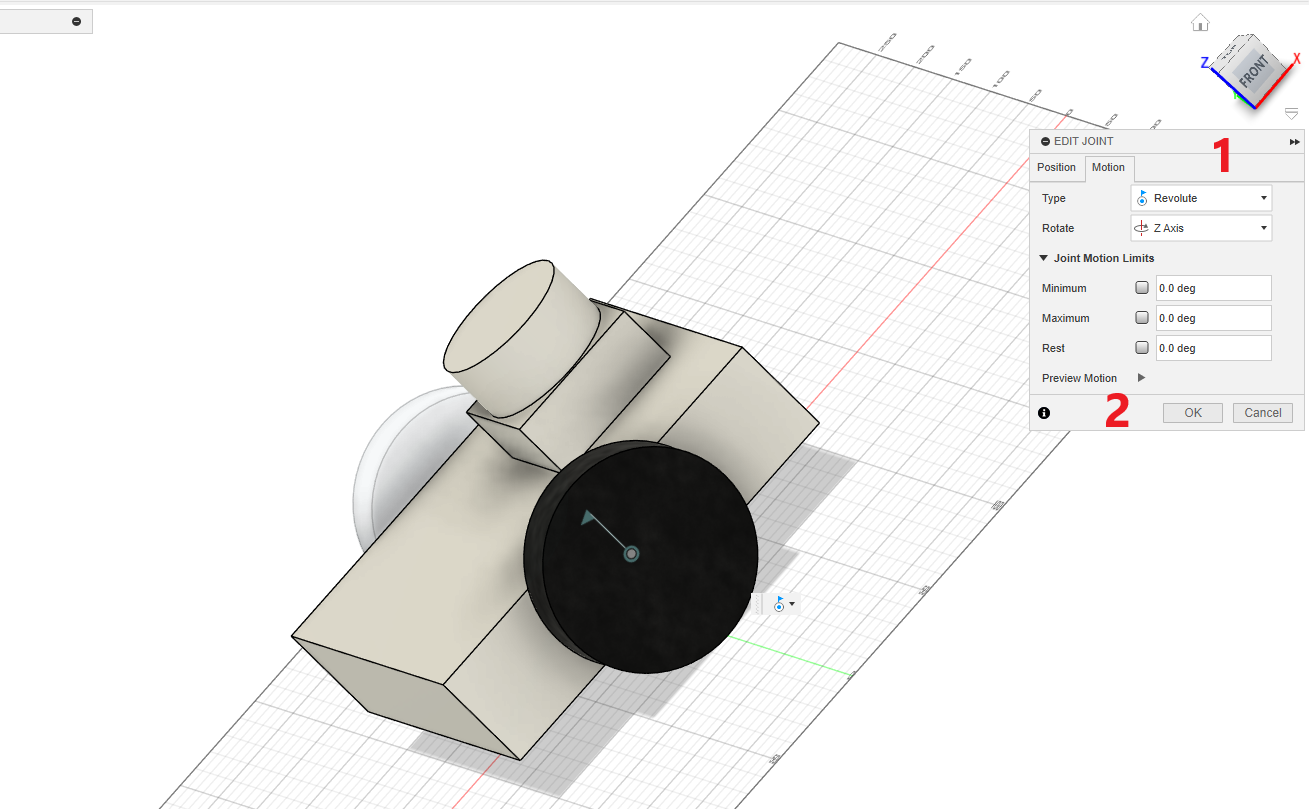 250
200
150
100
50
0
50
Z
X
FRONT
EDIT JOINT
1
Position Motion
Type Revolute
Rotate Z Axis
Joint Motion Limits
Minimum 0.0 deg
Maximum 0.0 deg
Rest 0.0 deg
Preview Motion
2
OK Cancel